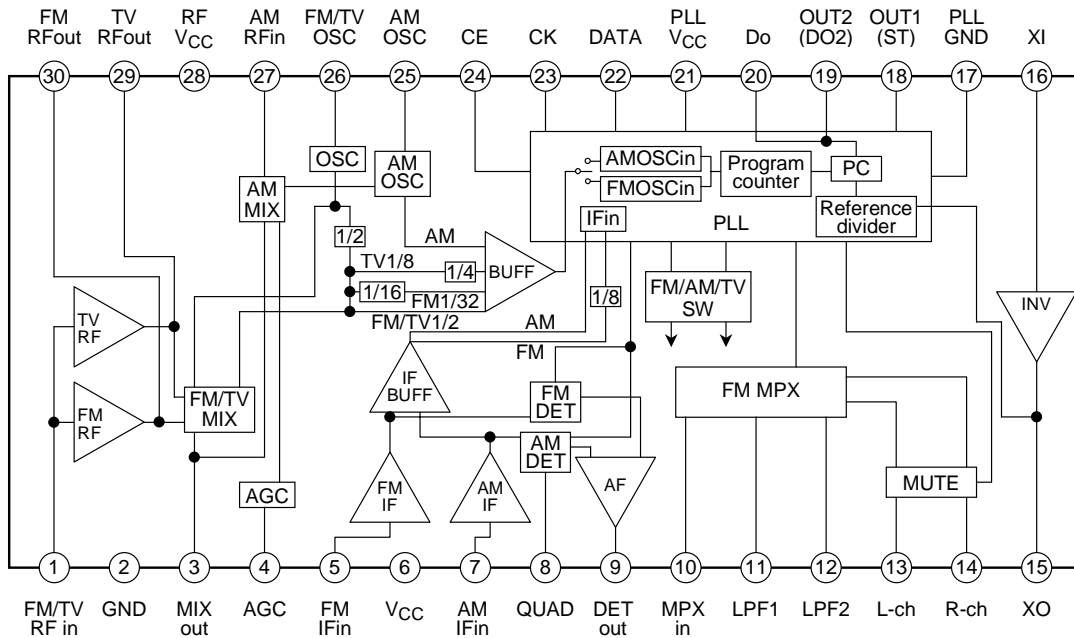 FM RFout
TV RFout
RF VCC
AM RFin
FM/TV OSC
AM OSC
CE
CK
DATA
PLL VCC
Do
OUT2 (DO2)
OUT1 (ST)
PLL GND
XI
30
29
28
27
26
25
24
23
22
21
20
19
18
17
16
OSC
AM OSC
AM MIX
AMOSCin
FMOSCin
Program counter
PC
IFin
PLL
Reference divider
1/2
AM
TV1/8
1/4
BUFF
1/16
FM1/32
FM/TV1/2
AM
1/8
FM/AM/TV SW
INV
TV RF
FM
IF BUFF
FM RF
FM/TV MIX
FM DET
FM MPX
AM DET
AGC
FM IF
AM IF
AF
MUTE
1
2
3
4
5
6
7
8
9
10
11
12
13
14
15
FM/TV RF in
GND
MIX out
AGC
FM IFin
VCC
AM IFin
QUAD
DET out
MPX in
LPF1
LPF2
L-ch
R-ch
XO